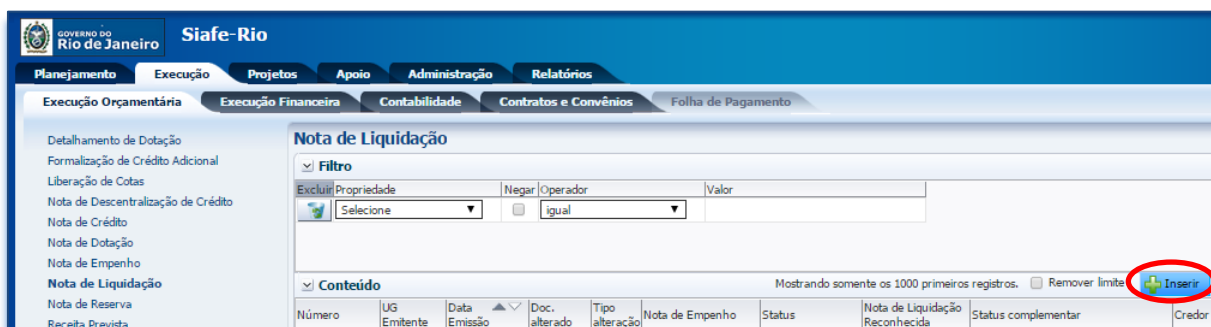 GOVERNO DO
Rio de Janeiro
Siafe-Rio
Planejamento Execução Projetos Apoio Administração Relatórios
Execução Orçamentária Execução Financeira Contabilidade Contratos e Convênios Folha de Pagamento
Detalhamento de Dotação
Formalização de Crédito Adicional
Liberação de Cotas
Nota de Descentralização de Crédito
Nota de Crédito
Nota de Dotação
Nota de Empenho
Nota de Liquidação
Nota de Reserva
Receita Prevista
Nota de Liquidação
Filtro
Excluir Propriedade Negar Operador Valor
Selecione igual
Conteúdo Mostrando somente os 1000 primeiros registros. Remover limite Inserir
Número UG Emitente Data Emissão Doc. alterado Tipo alteração Nota de Empenho Status Nota de Liquidação Reconhecida Status complementar Credor